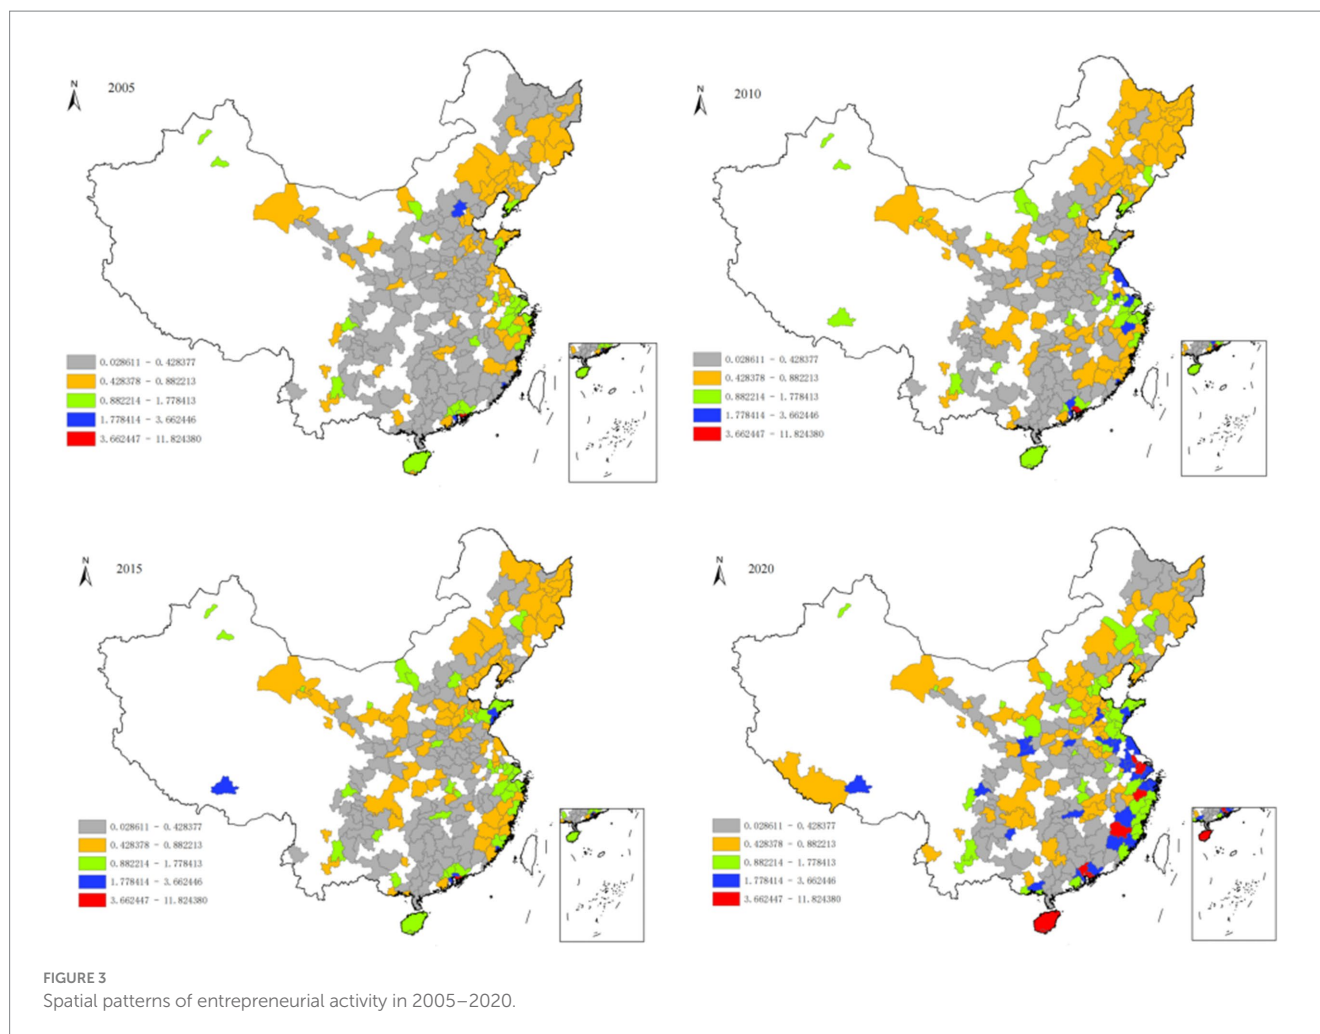 N
2005
0.028611 - 0.428377
0.428378 - 0.882213
0.882214 - 1.778413
1.778414 - 3.662446
3.662447 - 11.824380
N
2010
0.028611 - 0.428377
0.428378 - 0.882213
0.882214 - 1.778413
1.778414 - 3.662446
3.662447 - 11.824380
N
2015
0.028611 - 0.428377
0.428378 - 0.882213
0.882214 - 1.778413
1.778414 - 3.662446
3.662447 - 11.824380
N
2020
0.028611 - 0.428377
0.428378 - 0.882213
0.882214 - 1.778413
1.778414 - 3.662446
3.662447 - 11.824380
FIGURE 3
Spatial patterns of entrepreneurial activity in 2005–2020.